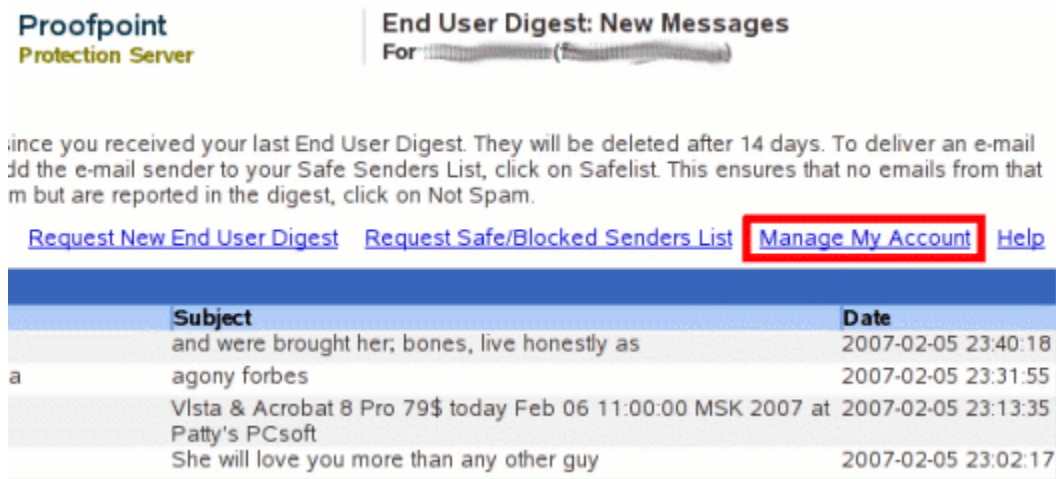 Proofpoint
Protection Server
End User Digest: New Messages
For
since you received your last End User Digest. They will be deleted after 14 days. To deliver an e-mail
dd the e-mail sender to your Safe Senders List, click on Safelist. This ensures that no emails from that
m but are reported in the digest, click on Not Spam.
Request New End User Digest Request Safe/Blocked Senders List Manage My Account Help
Subject Date
and were brought her; bones, live honestly as 2007-02-05 23:40:18
a agony forbes 2007-02-05 23:31:55
Vlsta & Acrobat 8 Pro 79$ today Feb 06 11:00:00 MSK 2007 at 2007-02-05 23:13:35
Patty's PCsoft
She will love you more than any other guy 2007-02-05 23:02:17